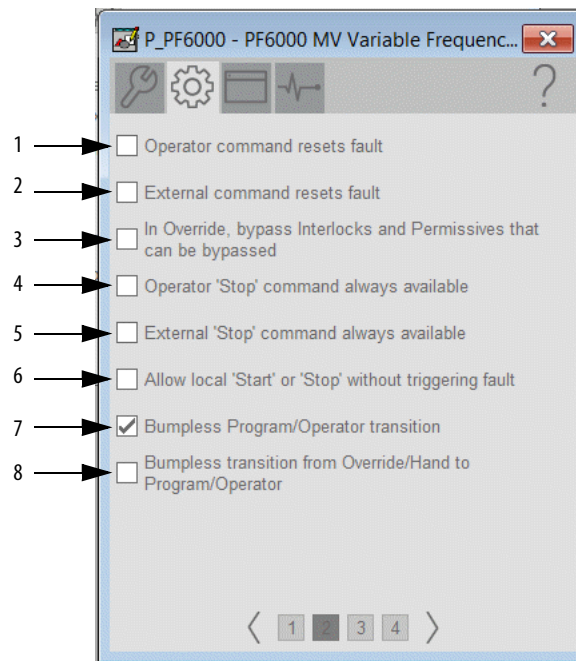 P_PF6000 - PF6000 MV Variable Frequenc...
?
1 Operator command resets fault
2 External command resets fault
3 In Override, bypass Interlocks and Permissives that
can be bypassed
4 Operator 'Stop' command always available
5 External 'Stop' command always available
6 Allow local 'Start' or 'Stop' without triggering fault
7 Bumpless Program/Operator transition
8 Bumpless transition from Override/Hand to
Program/Operator
1 2 3 4